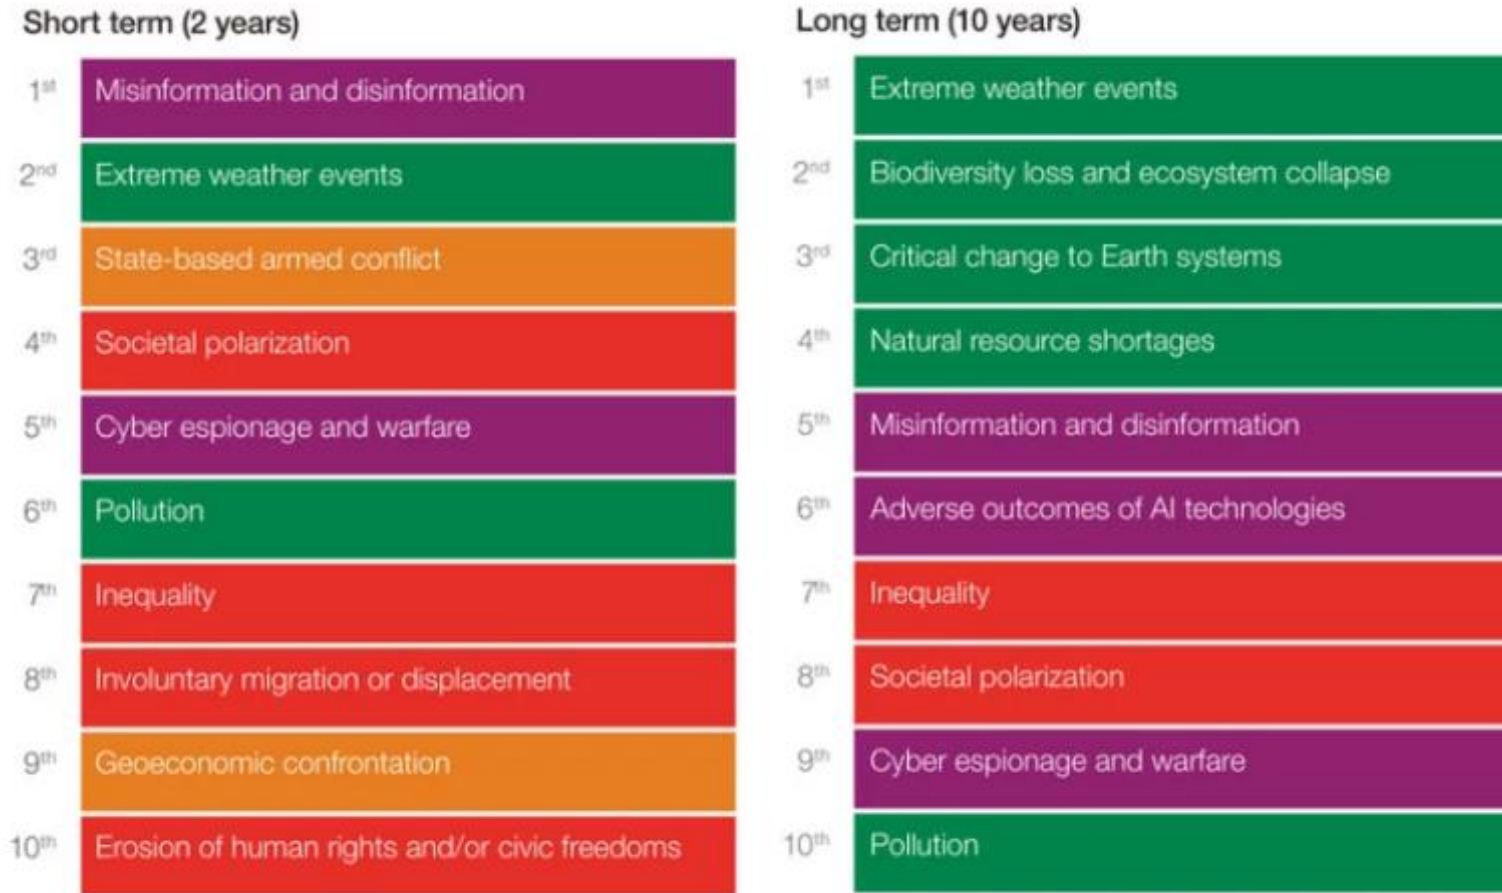 Short term (2 years)
1st Misinformation and disinformation
2nd Extreme weather events
3rd State-based armed conflict
4th Societal polarization
5th Cyber espionage and warfare
6th Pollution
7th Inequality
8th Involuntary migration or displacement
9th Geoeconomic confrontation
10th Erosion of human rights and/or civic freedoms
Long term (10 years)
1st Extreme weather events
2nd Biodiversity loss and ecosystem collapse
3rd Critical change to Earth systems
4th Natural resource shortages
5th Misinformation and disinformation
6th Adverse outcomes of AI technologies
7th Inequality
8th Societal polarization
9th Cyber espionage and warfare
10th Pollution